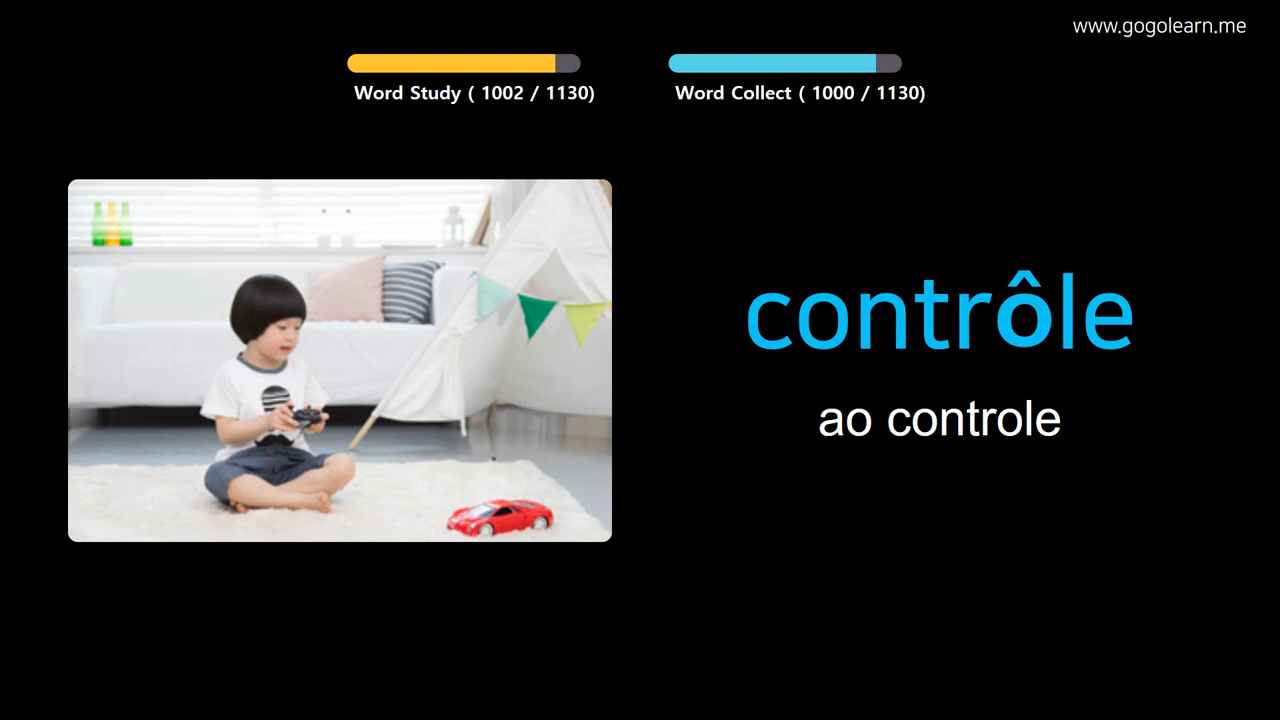 www.gogolearn.me
Word Study ( 1002 / 1130)
Word Collect ( 1000 / 1130)
contrôle
ao controle